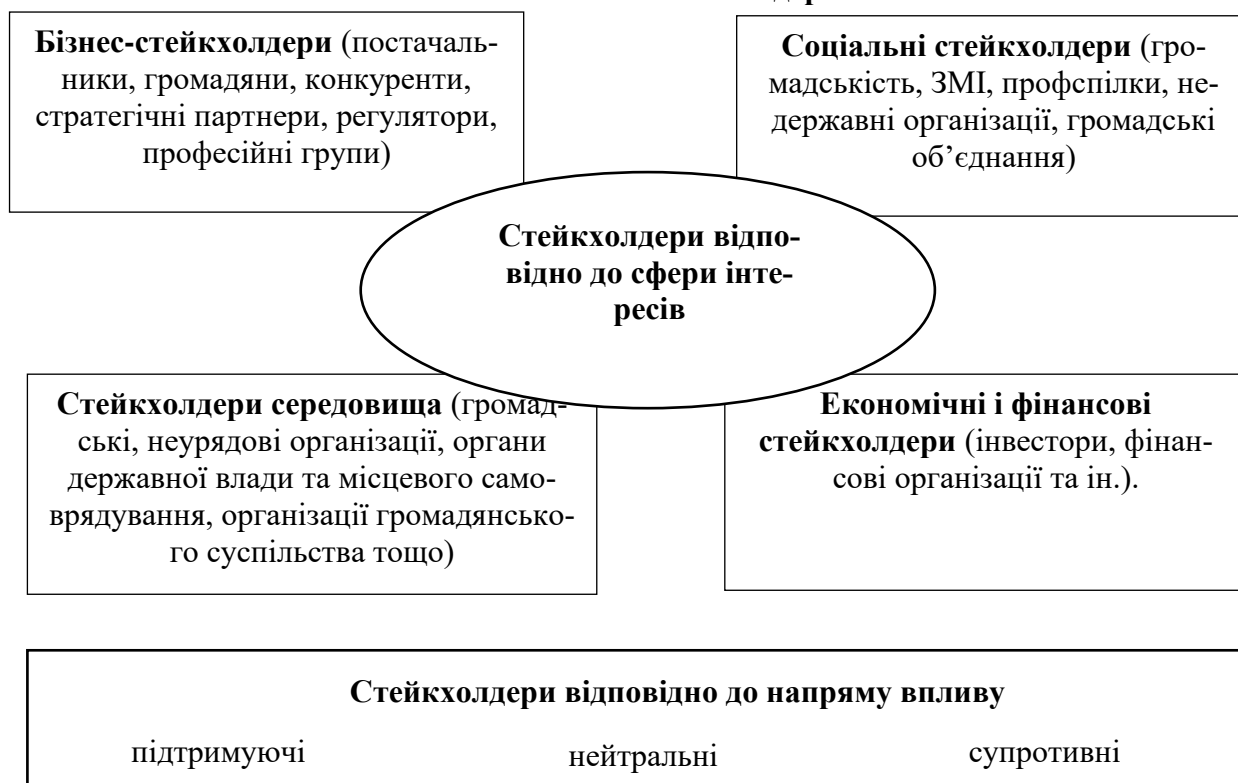 Бізнес-стейкхолдери (постачаль-
ники, громадяни, конкуренти,
стратегічні партнери, регулятори,
професійні групи)
Соціальні стейкхолдери (гро-
мадськість, ЗМІ, профспілки, не-
державні організації, громадські
об’єднання)
Стейкхолдери відпо-
відно до сфери інте-
ресів
Стейкхолдери середовища (громад-
ські, неурядові організації, органи
державної влади та місцевого само-
врядування, організації громадянсько-
го суспільства тощо)
Економічні і фінансові
стейкхолдери (інвестори, фінан-
сові організації та ін.).
Стейкхолдери відповідно до напряму впливу
підтримуючі нейтральні супротивні